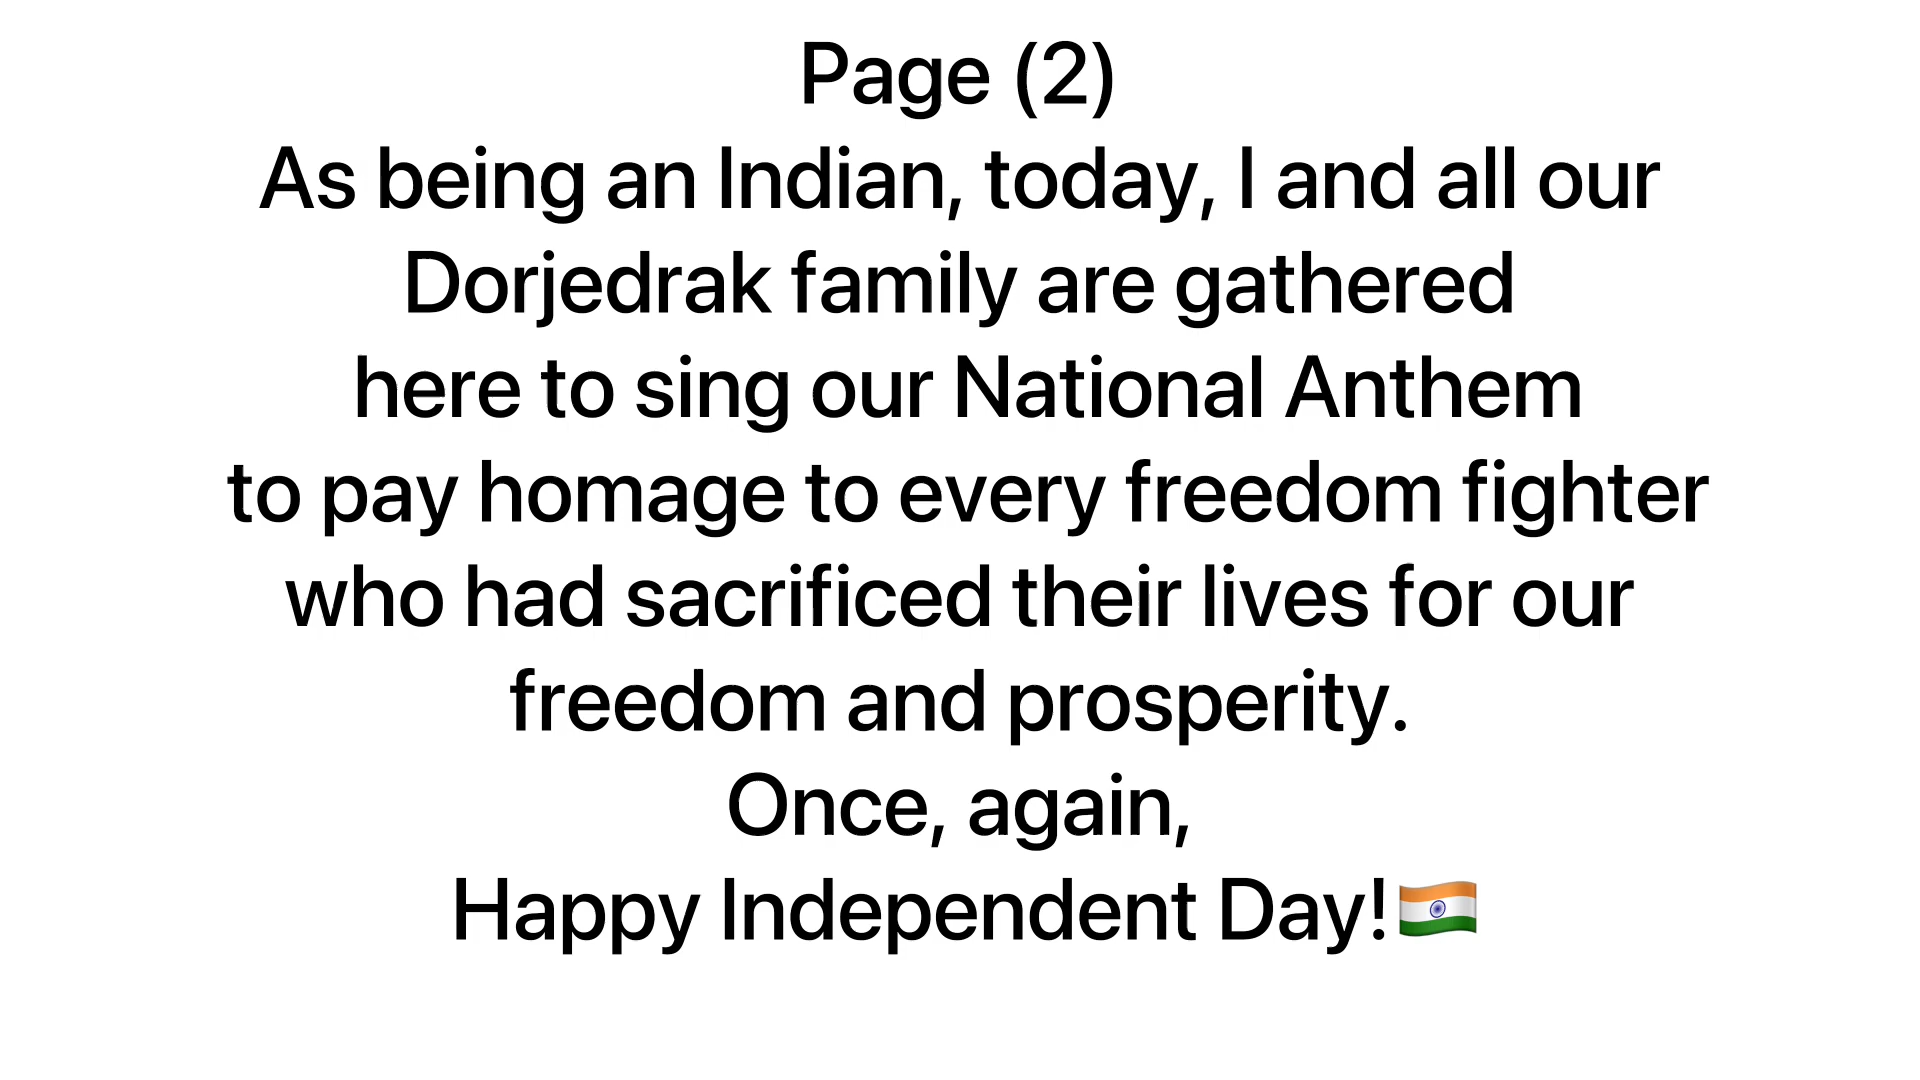 Page (2)
As being an Indian, today, I and all our
Dorjedrak family are gathered
here to sing our National Anthem
to pay homage to every freedom fighter
who had sacrificed their lives for our
freedom and prosperity.
Once, again,
Happy Independent Day!🇮🇳